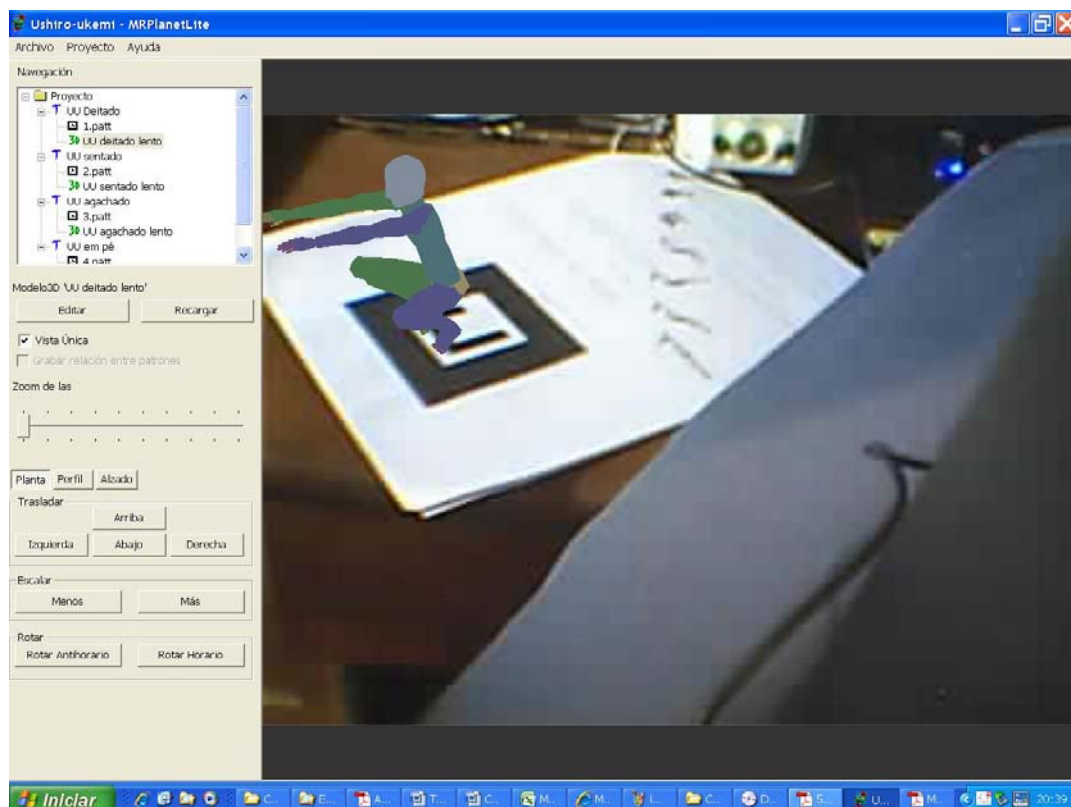 Ushiro-ukemi - MRPlanetLite
Archivo Proyecto Ayuda
Navegación
Proyecto
UU Deitado
1.patt
UU deitado lento
UU sentado
2.patt
UU sentado lento
UU agachado
3.patt
UU agachado lento
UU em pé
4.patt
Modelo3D 'UU deitado lento'
Editar Recargar
Vista Única
Grabar relación entre patrones
Zoom de las
Planta Perfil Alzado
Trasladar
Arriba
Izquierda Abajo Derecha
Escalar
Menos Más
Rotar
Rotar Antihorario Rotar Horario
Iniciar C... E... A... T... C... M... M... L... C... D... S... U... M... 20:39